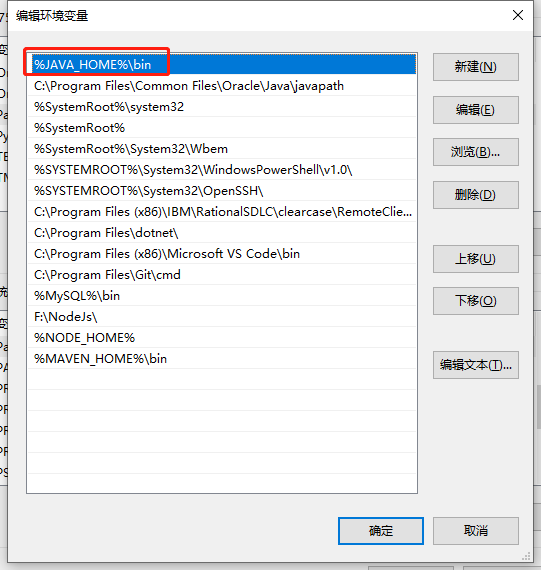 编辑环境变量
%JAVA_HOME%\bin
C:\Program Files\Common Files\Oracle\Java\javapath
%SystemRoot%\system32
%SystemRoot%
%SystemRoot%\System32\Wbem
%SYSTEMROOT%\System32\WindowsPowerShell\v1.0\
%SYSTEMROOT%\System32\OpenSSH\
C:\Program Files (x86)\IBM\RationalSDLC\clearcase\RemoteClie...
C:\Program Files\dotnet\
C:\Program Files (x86)\Microsoft VS Code\bin
C:\Program Files\Git\cmd
%MySQL%\bin
F:\NodeJs\
%NODE_HOME%
%MAVEN_HOME%\bin
新建(N)
编辑(E)
浏览(B)...
删除(D)
上移(U)
下移(O)
编辑文本(T)...
确定
取消